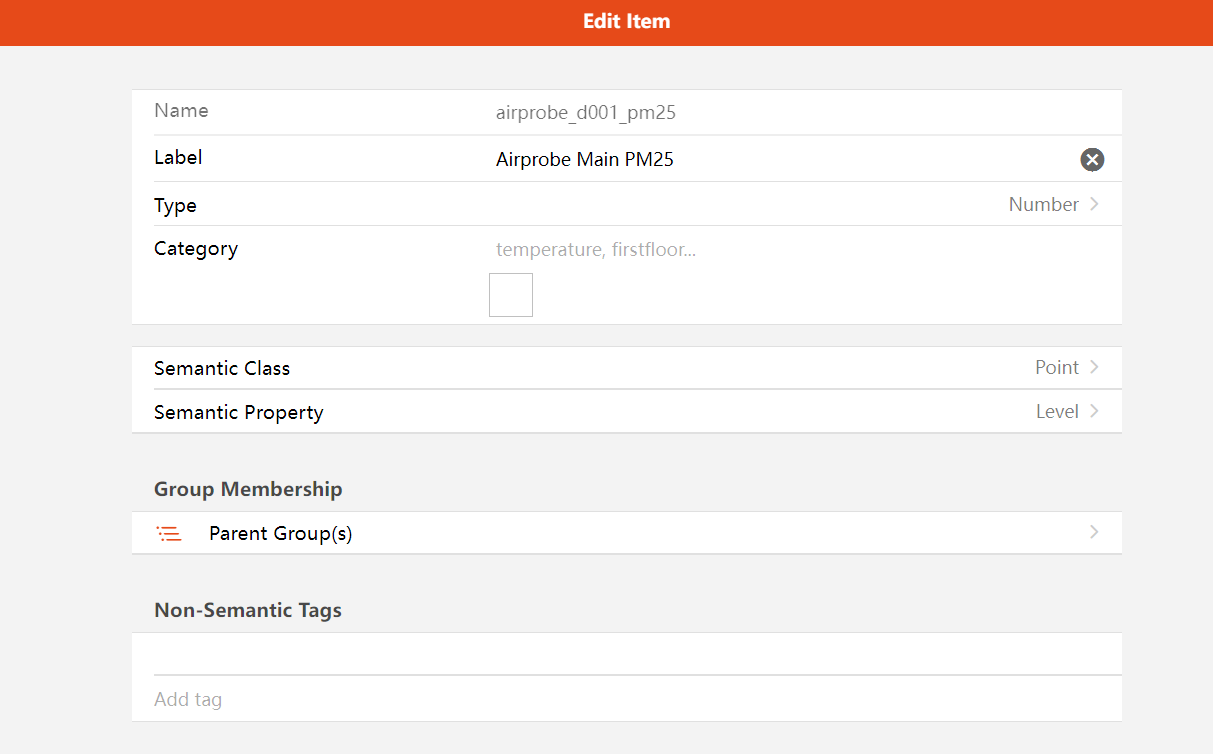 Edit Item
Name airprobe_d001_pm25
Label Airprobe Main PM25
Type Number
Category temperature, firstfloor...
Semantic Class Point
Semantic Property Level
Group Membership
Parent Group(s)
Non-Semantic Tags
Add tag